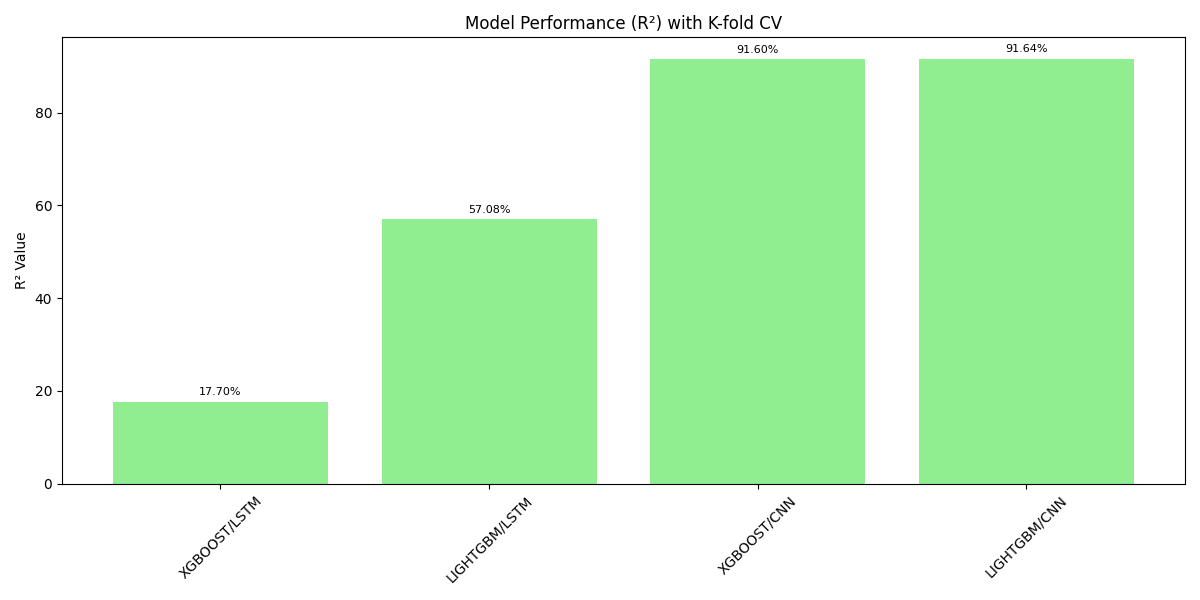 Model Performance (R²) with K-fold CV
R² Value
80
60
40
20
0
17.70%
57.08%
91.60%
91.64%
XGBOOST/LSTM
LIGHTGBM/LSTM
XGBOOST/CNN
LIGHTGBM/CNN